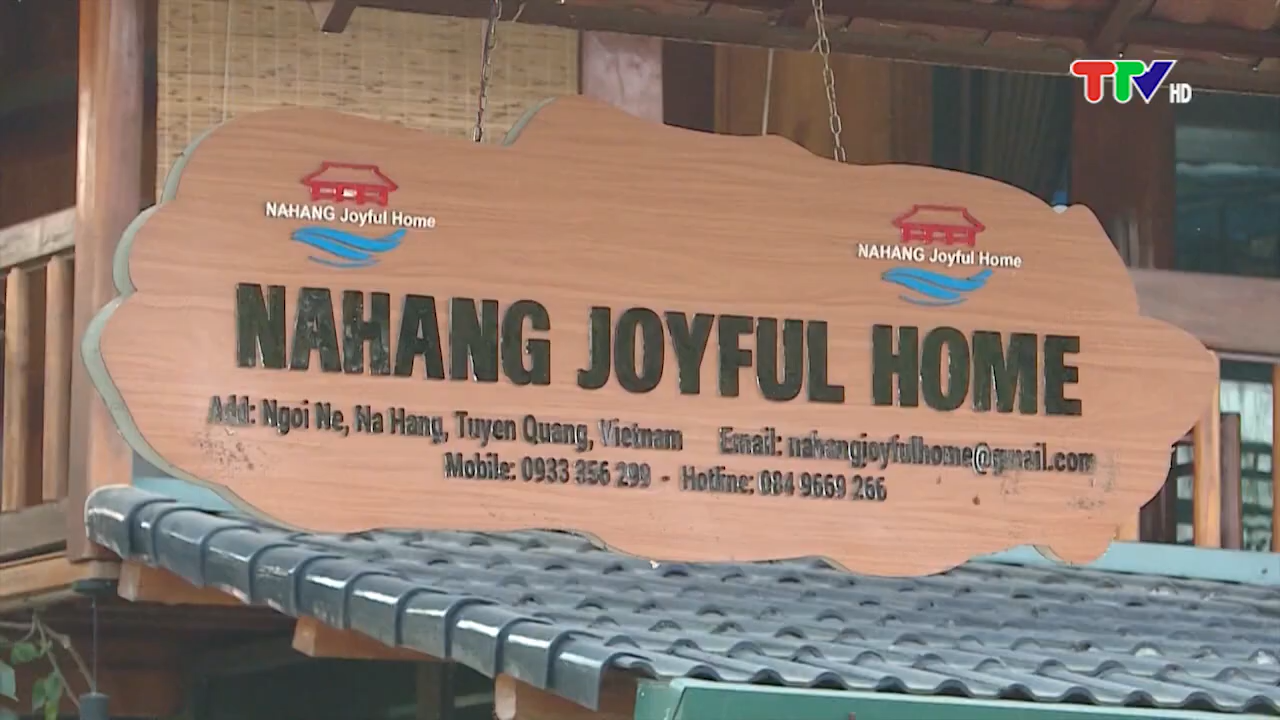 TTV HD
NAHANG Joyful Home
NAHANG Joyful Home
NAHANG JOYFUL HOME
Add: Ngoi Ne, Na Hang, Tuyen Quang, Vietnam Email: nahangjoyfulhome@gmail.com
Mobile: 0933 356 299 - Hotline: 084 9669 266